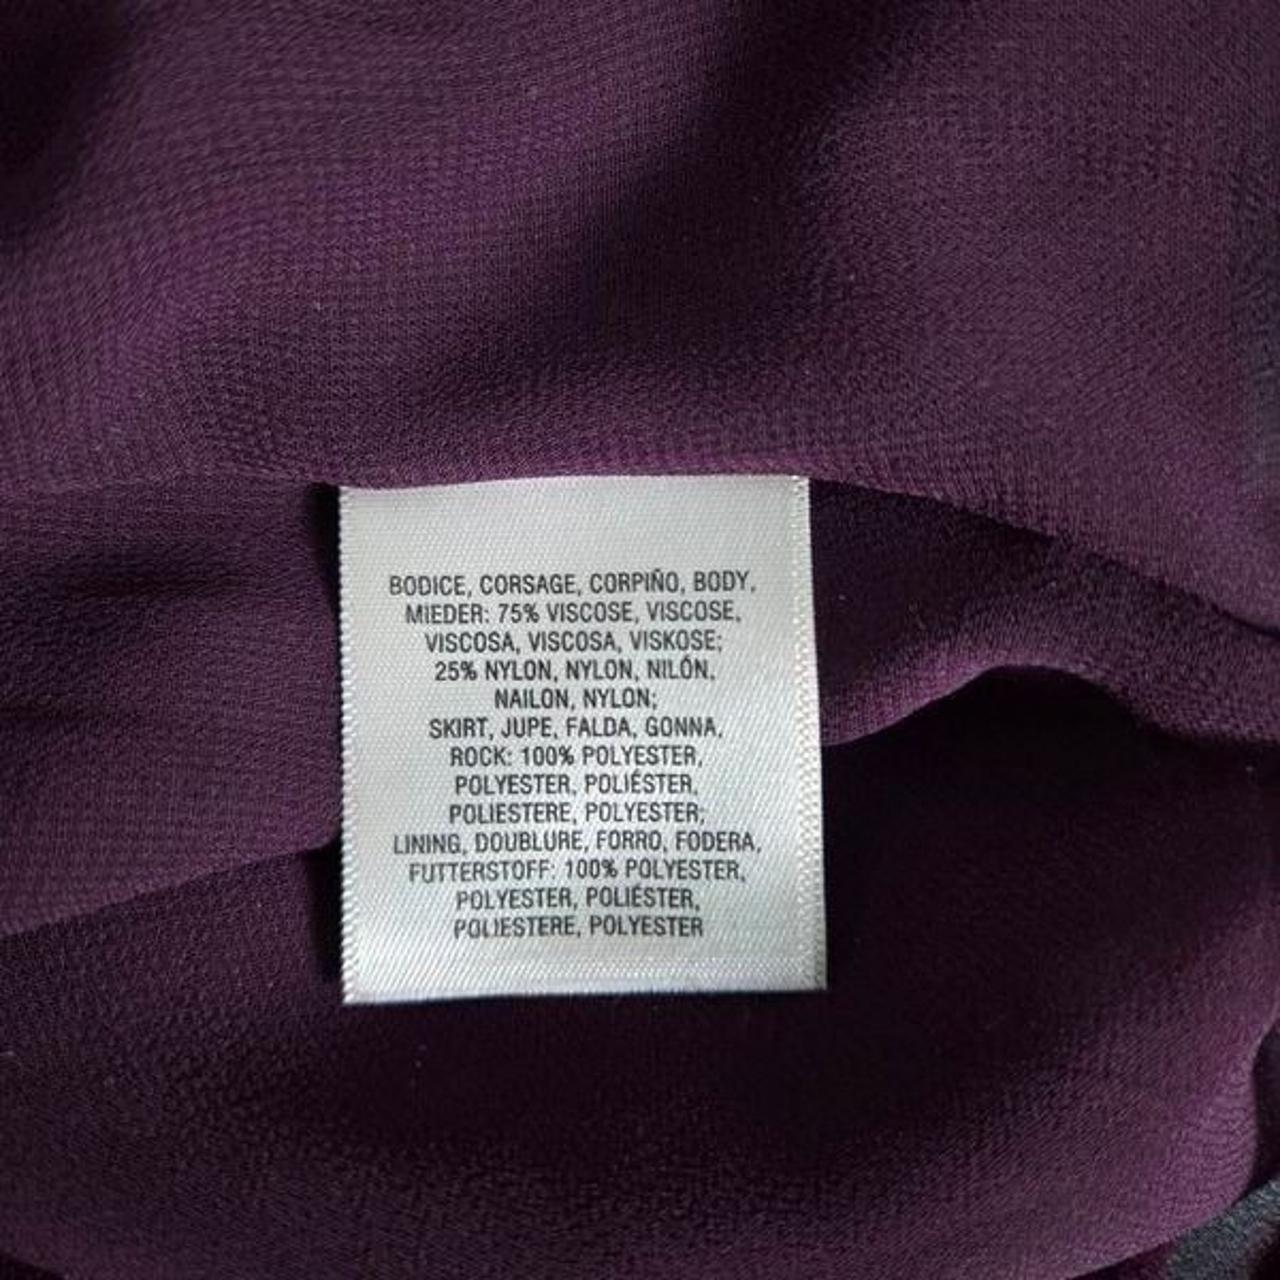 BODICE, CORSAGE, CORPIÑO, BODY,
MIEDER: 75% VISCOSE, VISCOSE,
VISCOSA, VISCOSA, VISKOSE;
25% NYLON, NYLON, NILÓN,
NAILON, NYLON;
SKIRT, JUPE, FALDA, GONNA,
ROCK: 100% POLYESTER,
POLYESTER, POLIÉSTER,
POLIESTERE, POLYESTER;
LINING, DOUBLURE, FORRO, FODERA,
FUTTERSTOFF: 100% POLYESTER,
POLYESTER, POLIÉSTER,
POLIESTERE, POLYESTER